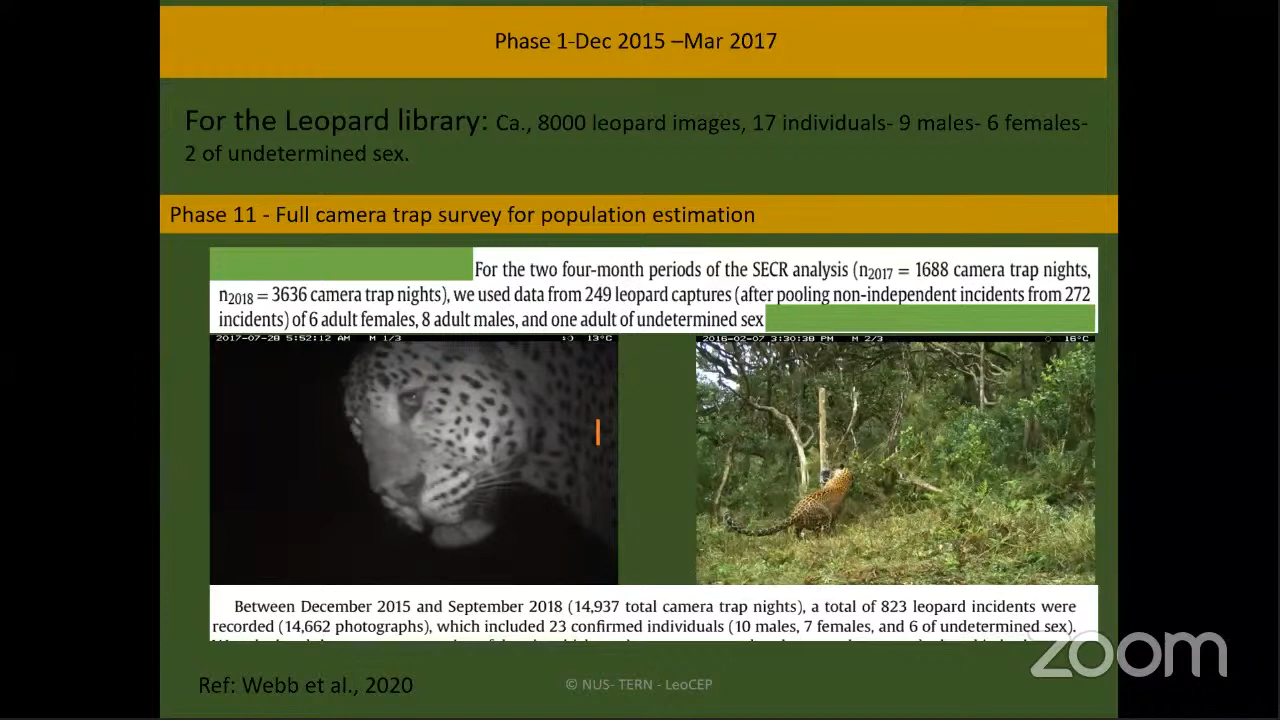 Phase 1-Dec 2015 –Mar 2017
For the Leopard library: Ca., 8000 leopard images, 17 individuals- 9 males- 6 females-
2 of undetermined sex.
Phase 11 - Full camera trap survey for population estimation
For the two four-month periods of the SECR analysis (n2017 = 1688 camera trap nights,
n2018 = 3636 camera trap nights), we used data from 249 leopard captures (after pooling non-independent incidents from 272
incidents) of 6 adult females, 8 adult males, and one adult of undetermined sex
2017-07-28 5:52:12 AM M 1/3 13°C
2016-02-07 3:30:38 PM M 2/3 16°C
Between December 2015 and September 2018 (14,937 total camera trap nights), a total of 823 leopard incidents were
recorded (14,662 photographs), which included 23 confirmed individuals (10 males, 7 females, and 6 of undetermined sex).
Ref: Webb et al., 2020
© NUS- TERN - LeoCEP
zoom